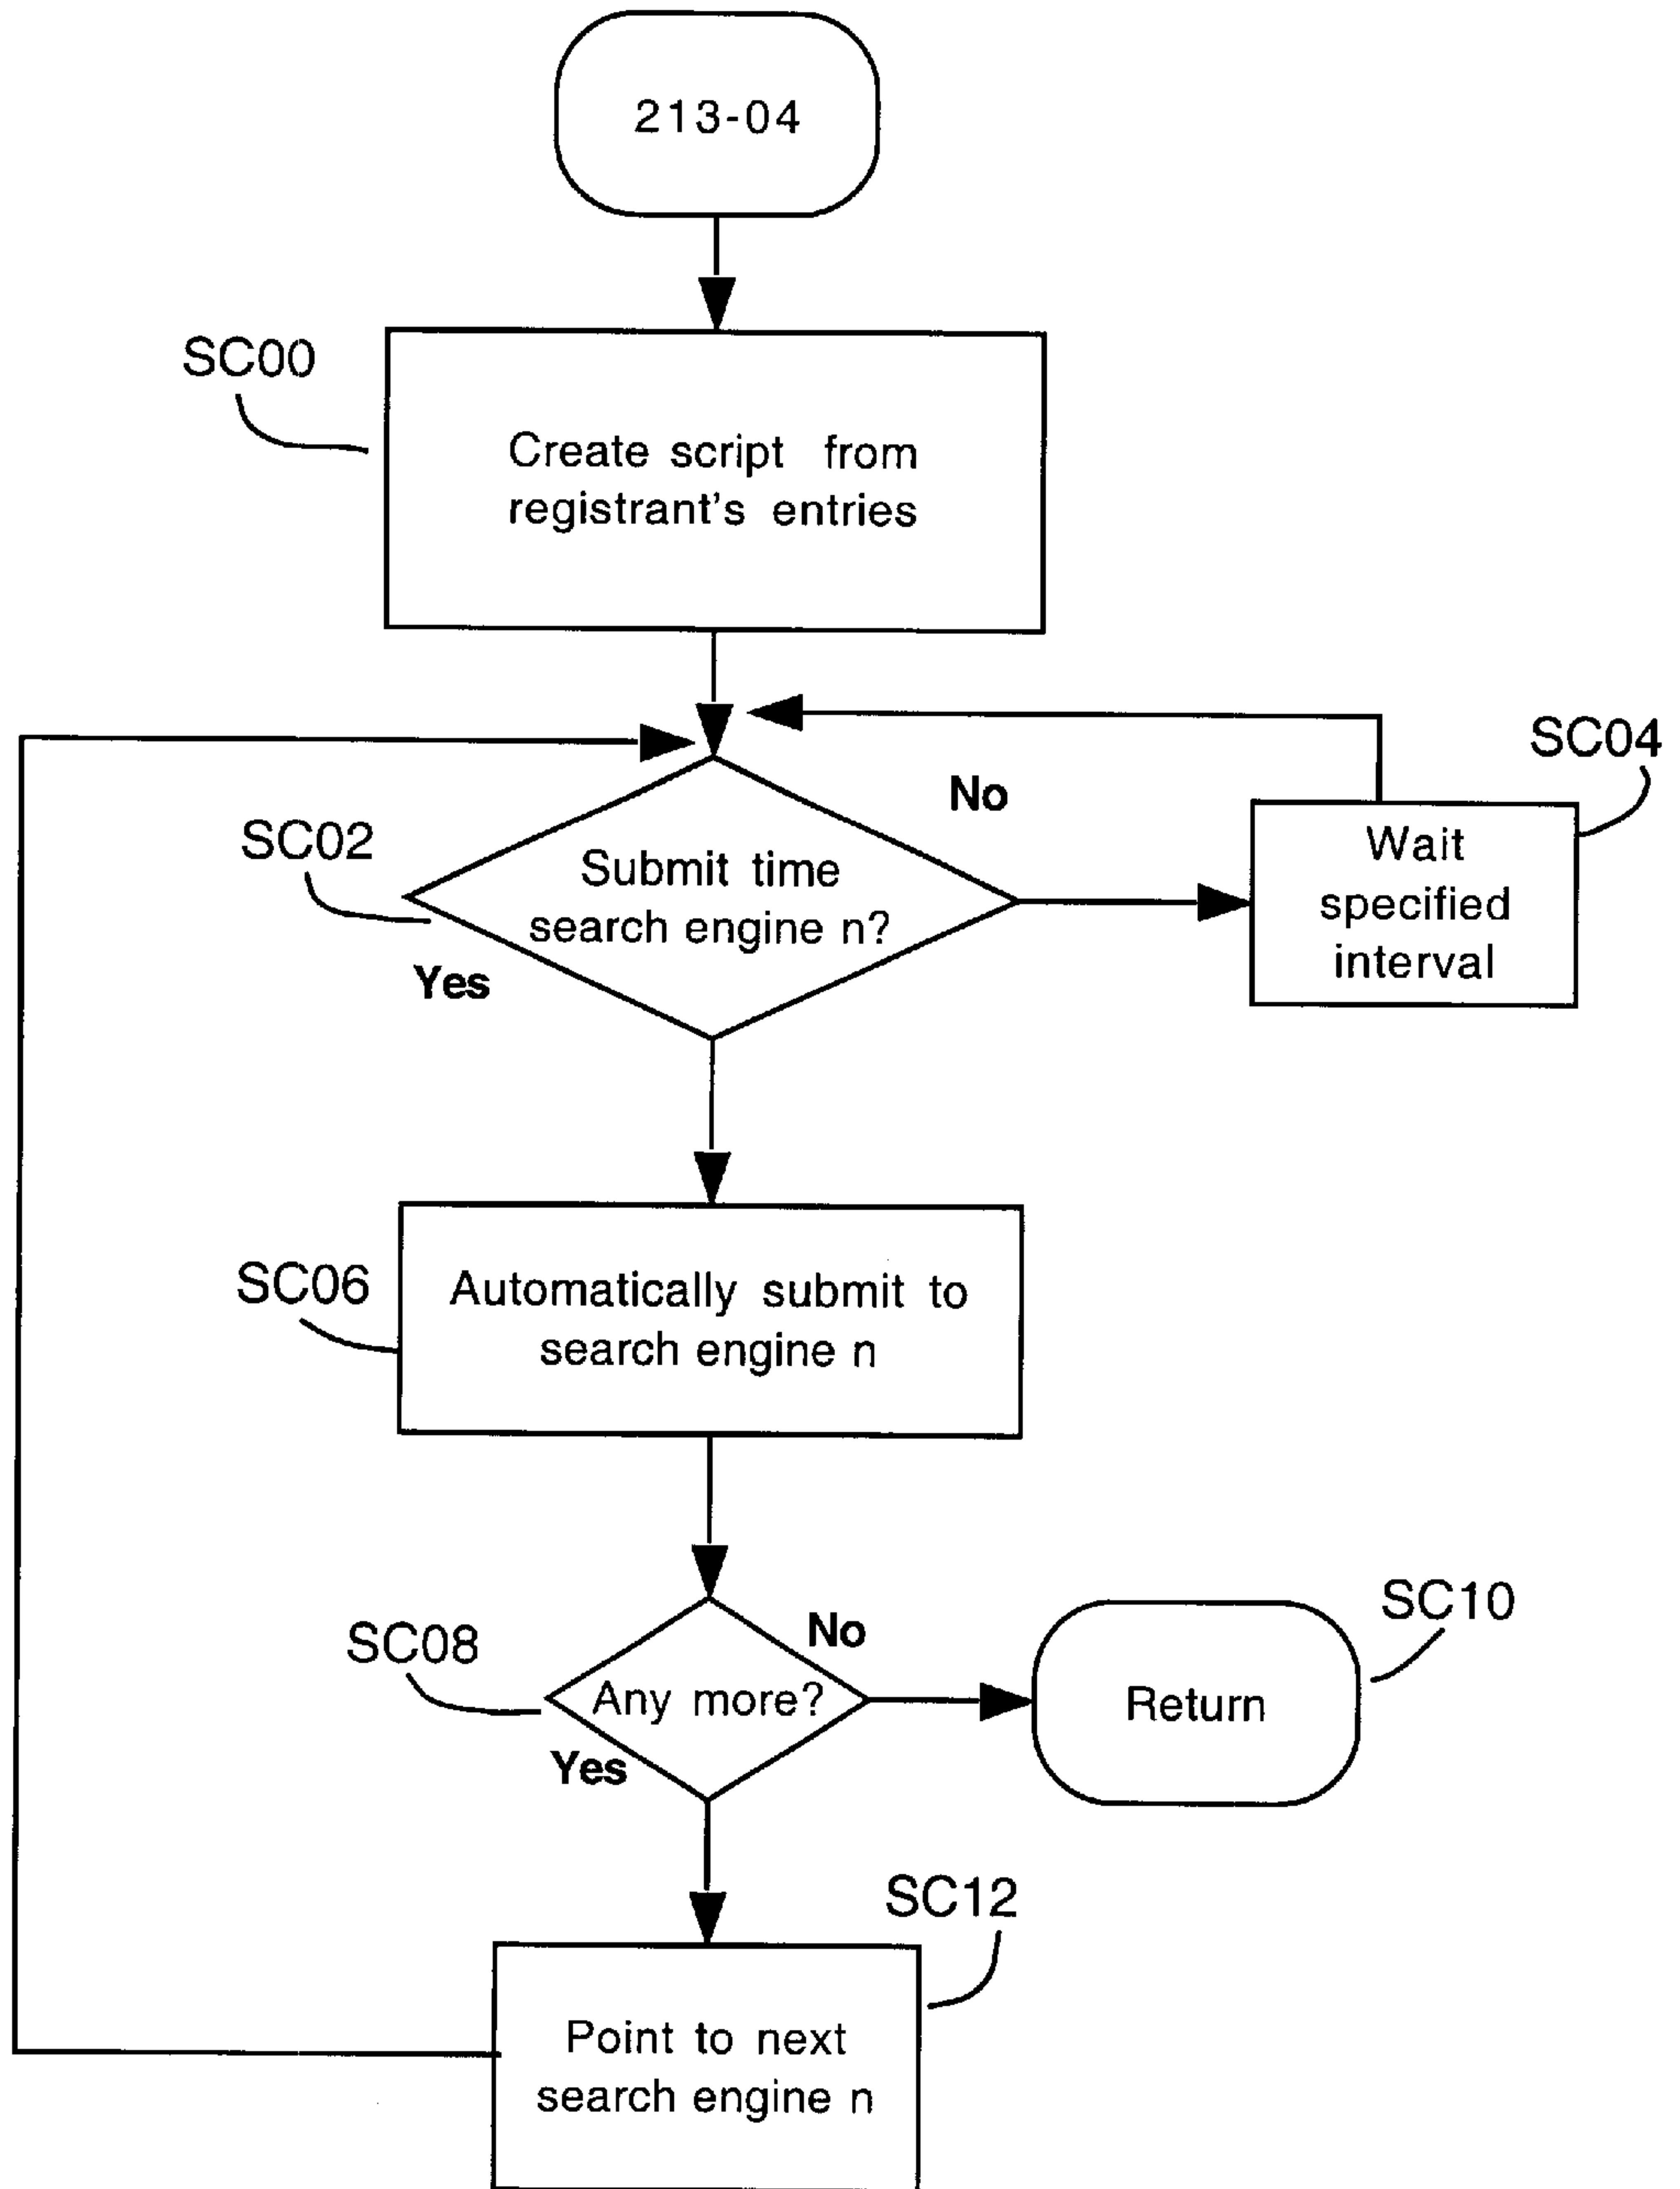 213-04
SC00
Create script from
registrant's entries
SC04
No
SC02
Submit time
search engine n?
Wait
specified
interval
Yes
SC06
Automatically submit to
search engine n
SC08
No
SC10
Any more?
Return
Yes
SC12
Point to next
search engine n